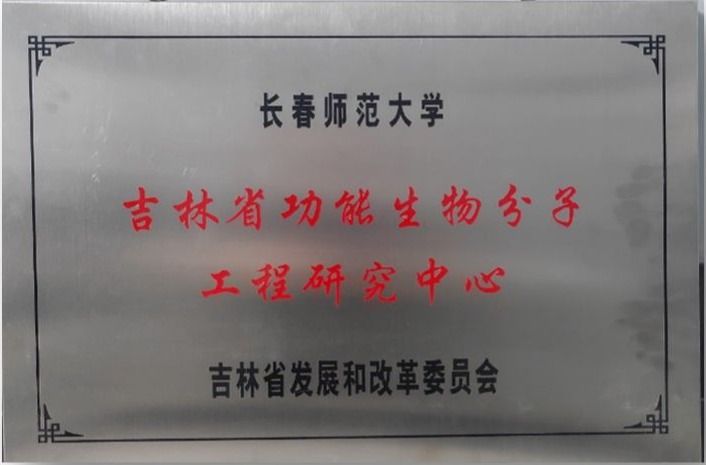 长春师范大学
吉林省功能生物分子
工程研究中心
吉林省发展和改革委员会